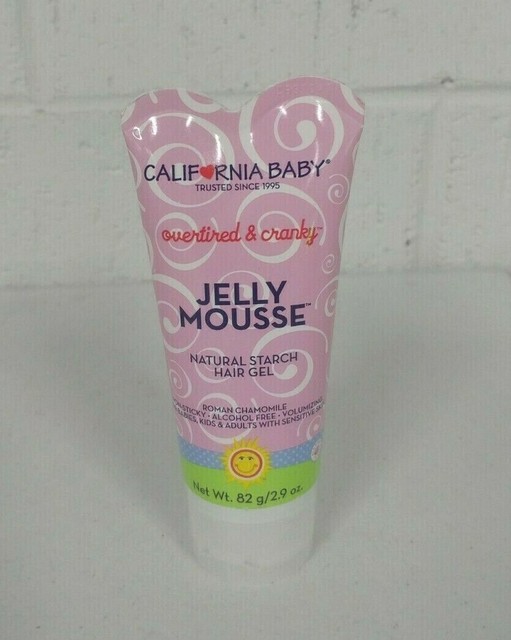 CALIFORNIA BABY®
TRUSTED SINCE 1995
overtired & cranky™
JELLY
MOUSSE™
NATURAL STARCH
HAIR GEL
ROMAN CHAMOMILE
STICKY • ALCOHOL FREE • VOLUMIZING
KIDS & ADULTS WITH SENSITIVE
Net Wt. 82 g/2.9 oz.